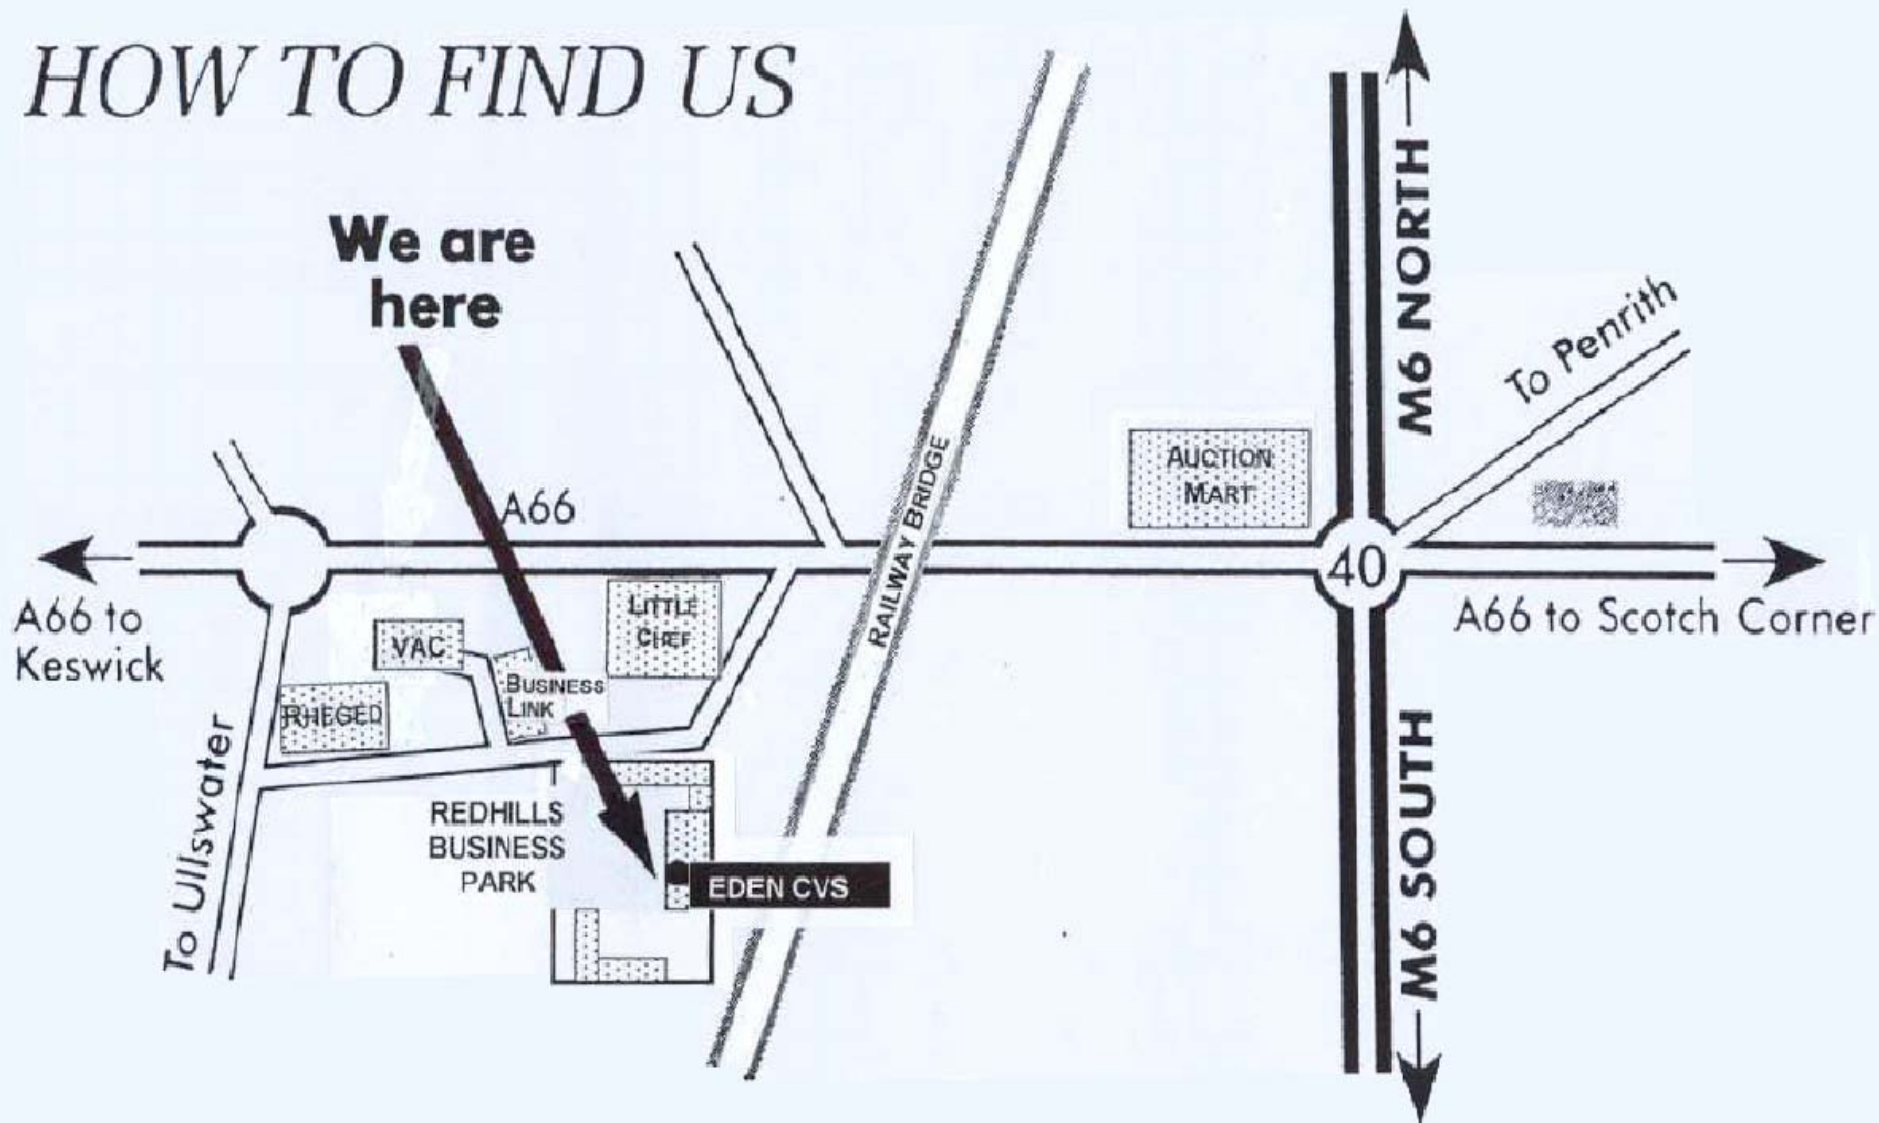 HOW TO FIND US
We are
here
M6 NORTH
To Penrith
AUCTION
MART
RAILWAY BRIDGE
A66
40
A66 to
Keswick
A66 to Scotch Corner
LITTLE
CHEF
VAC
BUSINESS
LINK
RHEGED
To Ullswater
REDHILLS
BUSINESS
PARK
EDEN CVS
M6 SOUTH